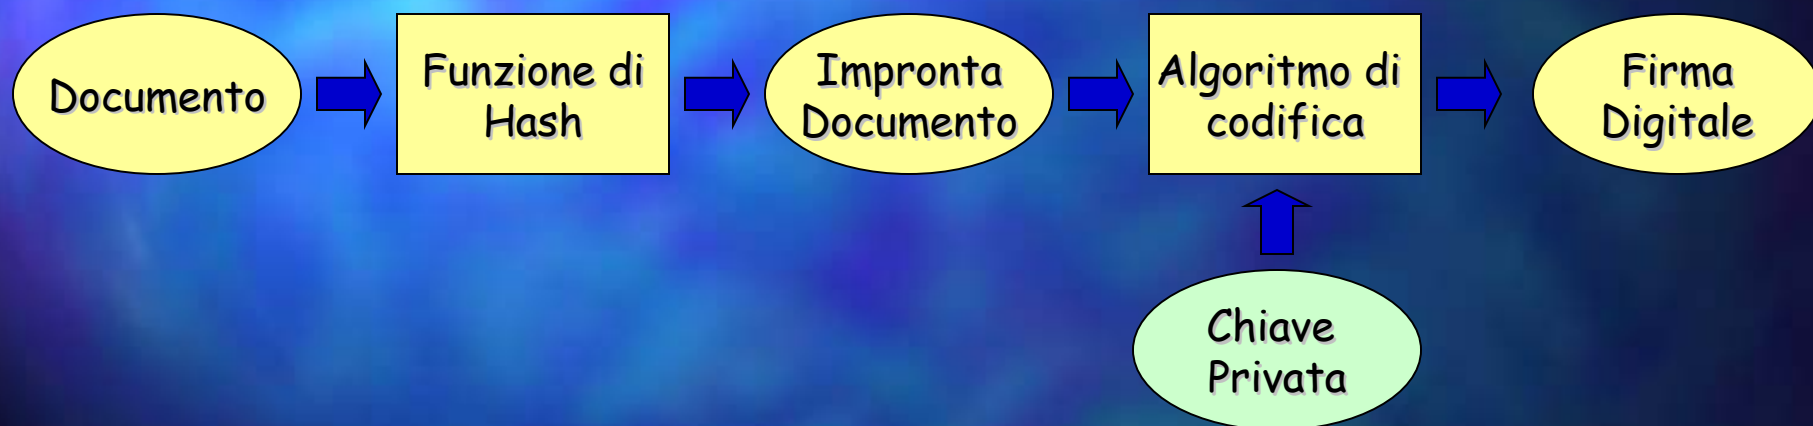 Documento
Funzione di
Hash
Impronta
Documento
Algoritmo di
codifica
Firma
Digitale
Chiave
Privata